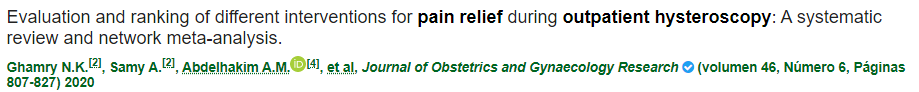 Evaluation and ranking of different interventions for pain relief during outpatient hysteroscopy: A systematic
review and network meta-analysis.
Ghamry N.K.[2], Samy A.[2], Abdelhakim A.M. iD [4], et al. Journal of Obstetrics and Gynaecology Research (volumen 46, Número 6, Páginas
807-827) 2020